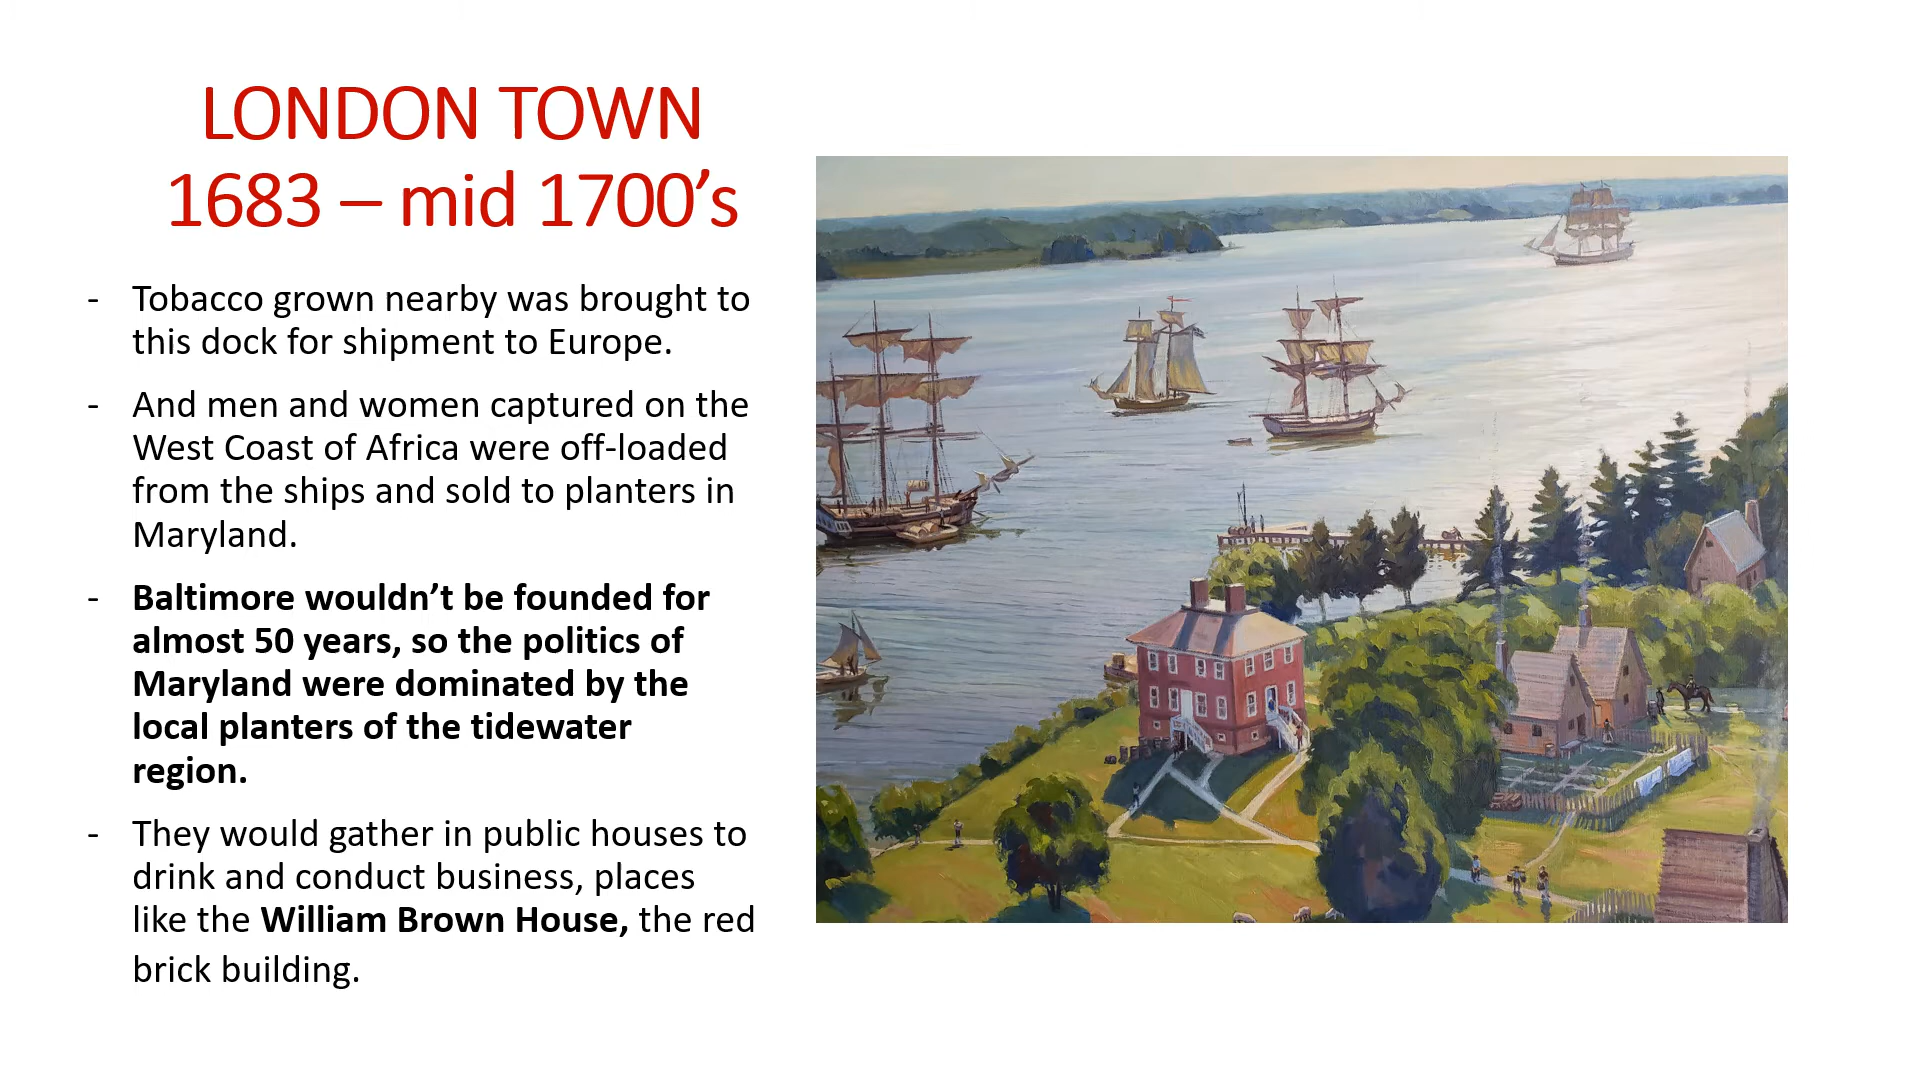 LONDON TOWN
1683 – mid 1700’s
- Tobacco grown nearby was brought to
this dock for shipment to Europe.
- And men and women captured on the
West Coast of Africa were off-loaded
from the ships and sold to planters in
Maryland.
- Baltimore wouldn’t be founded for
almost 50 years, so the politics of
Maryland were dominated by the
local planters of the tidewater
region.
- They would gather in public houses to
drink and conduct business, places
like the William Brown House, the red
brick building.